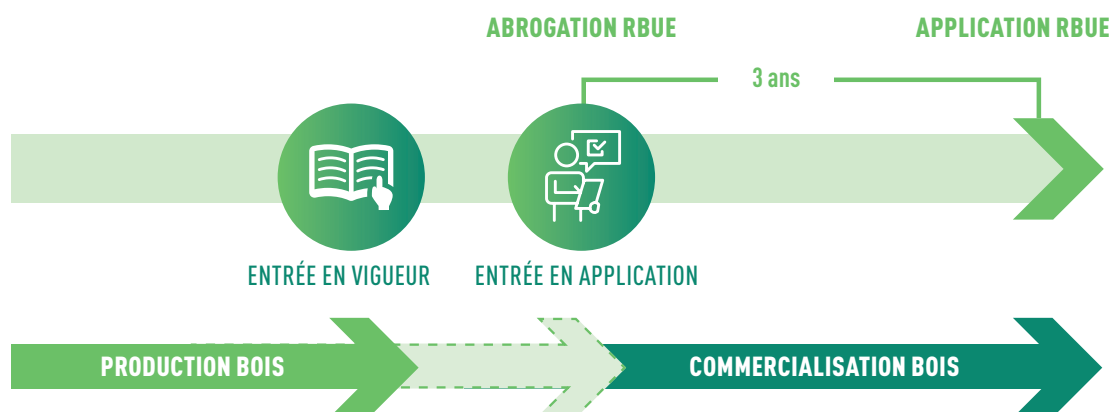 ABROGATION RBUE
APPLICATION RBUE
3 ans
ENTRÉE EN VIGUEUR
ENTRÉE EN APPLICATION
PRODUCTION BOIS
COMMERCIALISATION BOIS